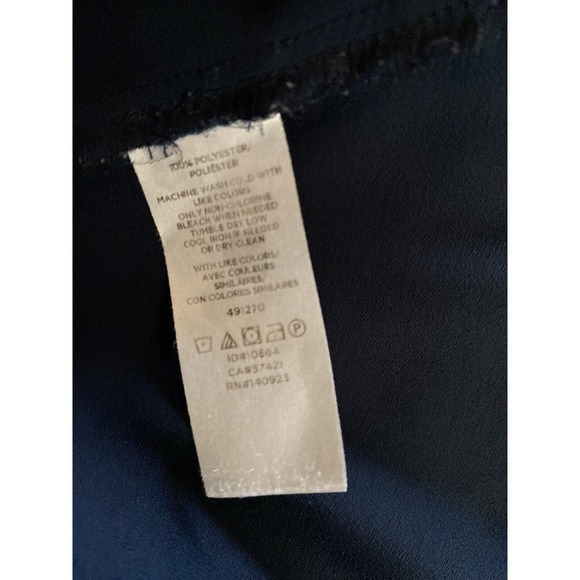 100% POLYESTER/
POLIÉSTER
MACHINE WASH COLD WITH
LIKE COLORS
ONLY NON-CHLORINE
BLEACH WHEN NEEDED
TUMBLE DRY LOW
COOL IRON IF NEEDED
OR DRY CLEAN
WITH LIKE COLORS/
AVEC COULEURS
SIMILAIRES/
CON COLORES SIMILARES
491270
P
ID#10864
CA#57421
RN#140923